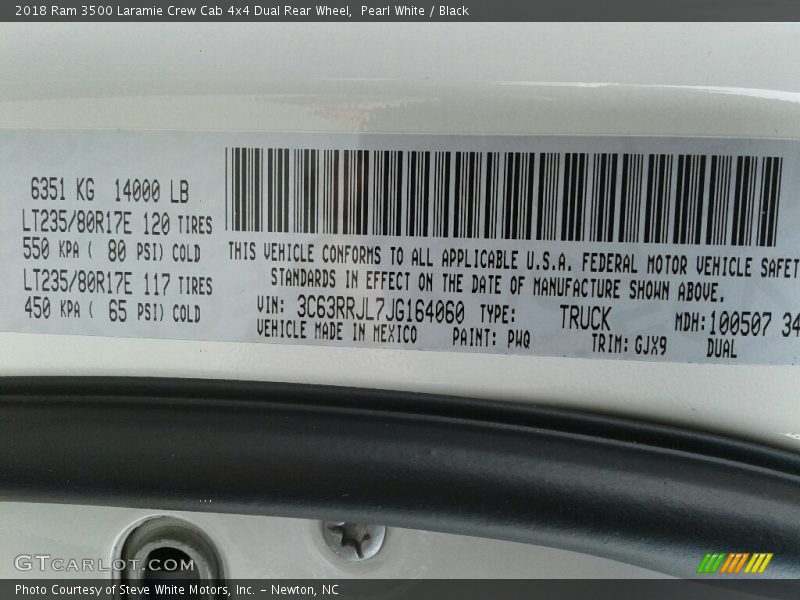 2018 Ram 3500 Laramie Crew Cab 4x4 Dual Rear Wheel,  Pearl White / Black
6351 KG  14000 LB
LT235/80R17E 120 TIRES
550 KPA ( 80 PSI) COLD
LT235/80R17E 117 TIRES
450 KPA ( 65 PSI) COLD
THIS VEHICLE CONFORMS TO ALL APPLICABLE U.S.A. FEDERAL MOTOR VEHICLE SAFET
STANDARDS IN EFFECT ON THE DATE OF MANUFACTURE SHOWN ABOVE.
VIN: 3C63RRJL7JG164060 TYPE: TRUCK MDH:100507 34
VEHICLE MADE IN MEXICO PAINT: PWQ TRIM: GJX9 DUAL
GTCARLOT.COM
Photo Courtesy of Steve White Motors, Inc. – Newton, NC